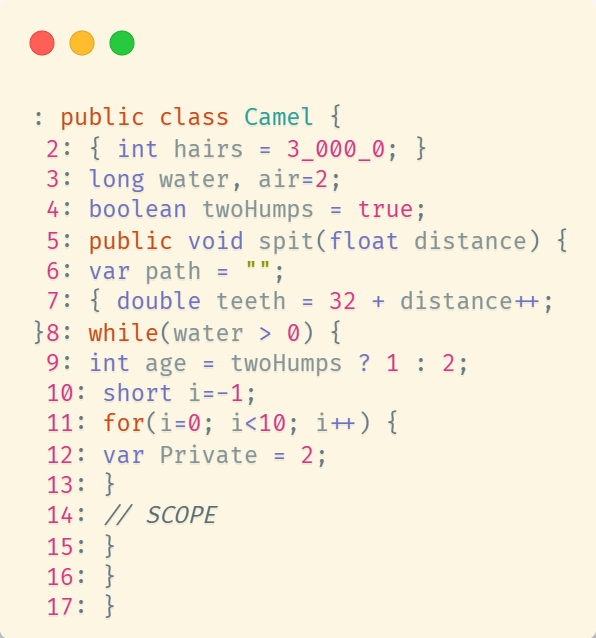 : public class Camel {
2: { int hairs = 3_000_0; }
3: long water, air=2;
4: boolean twoHumps = true;
5: public void spit(float distance) {
6: var path = "";
7: { double teeth = 32 + distance++;
}8: while(water > 0) {
9: int age = twoHumps ? 1 : 2;
10: short i=-1;
11: for(i=0; i<10; i++) {
12: var Private = 2;
13: }
14: // SCOPE
15: }
16: }
17: }